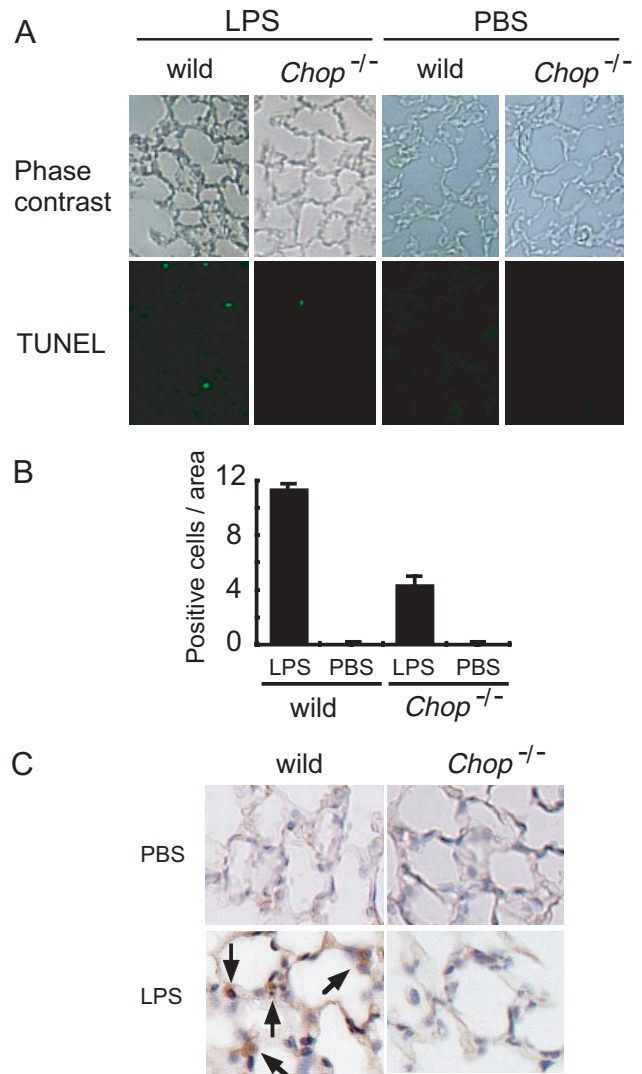 A
LPS PBS
wild Chop -/- wild Chop -/-
Phase
contrast
TUNEL
B
Positive cells / area
12
8
4
0
LPS PBS LPS PBS
wild Chop -/-
C
wild Chop -/-
PBS
LPS